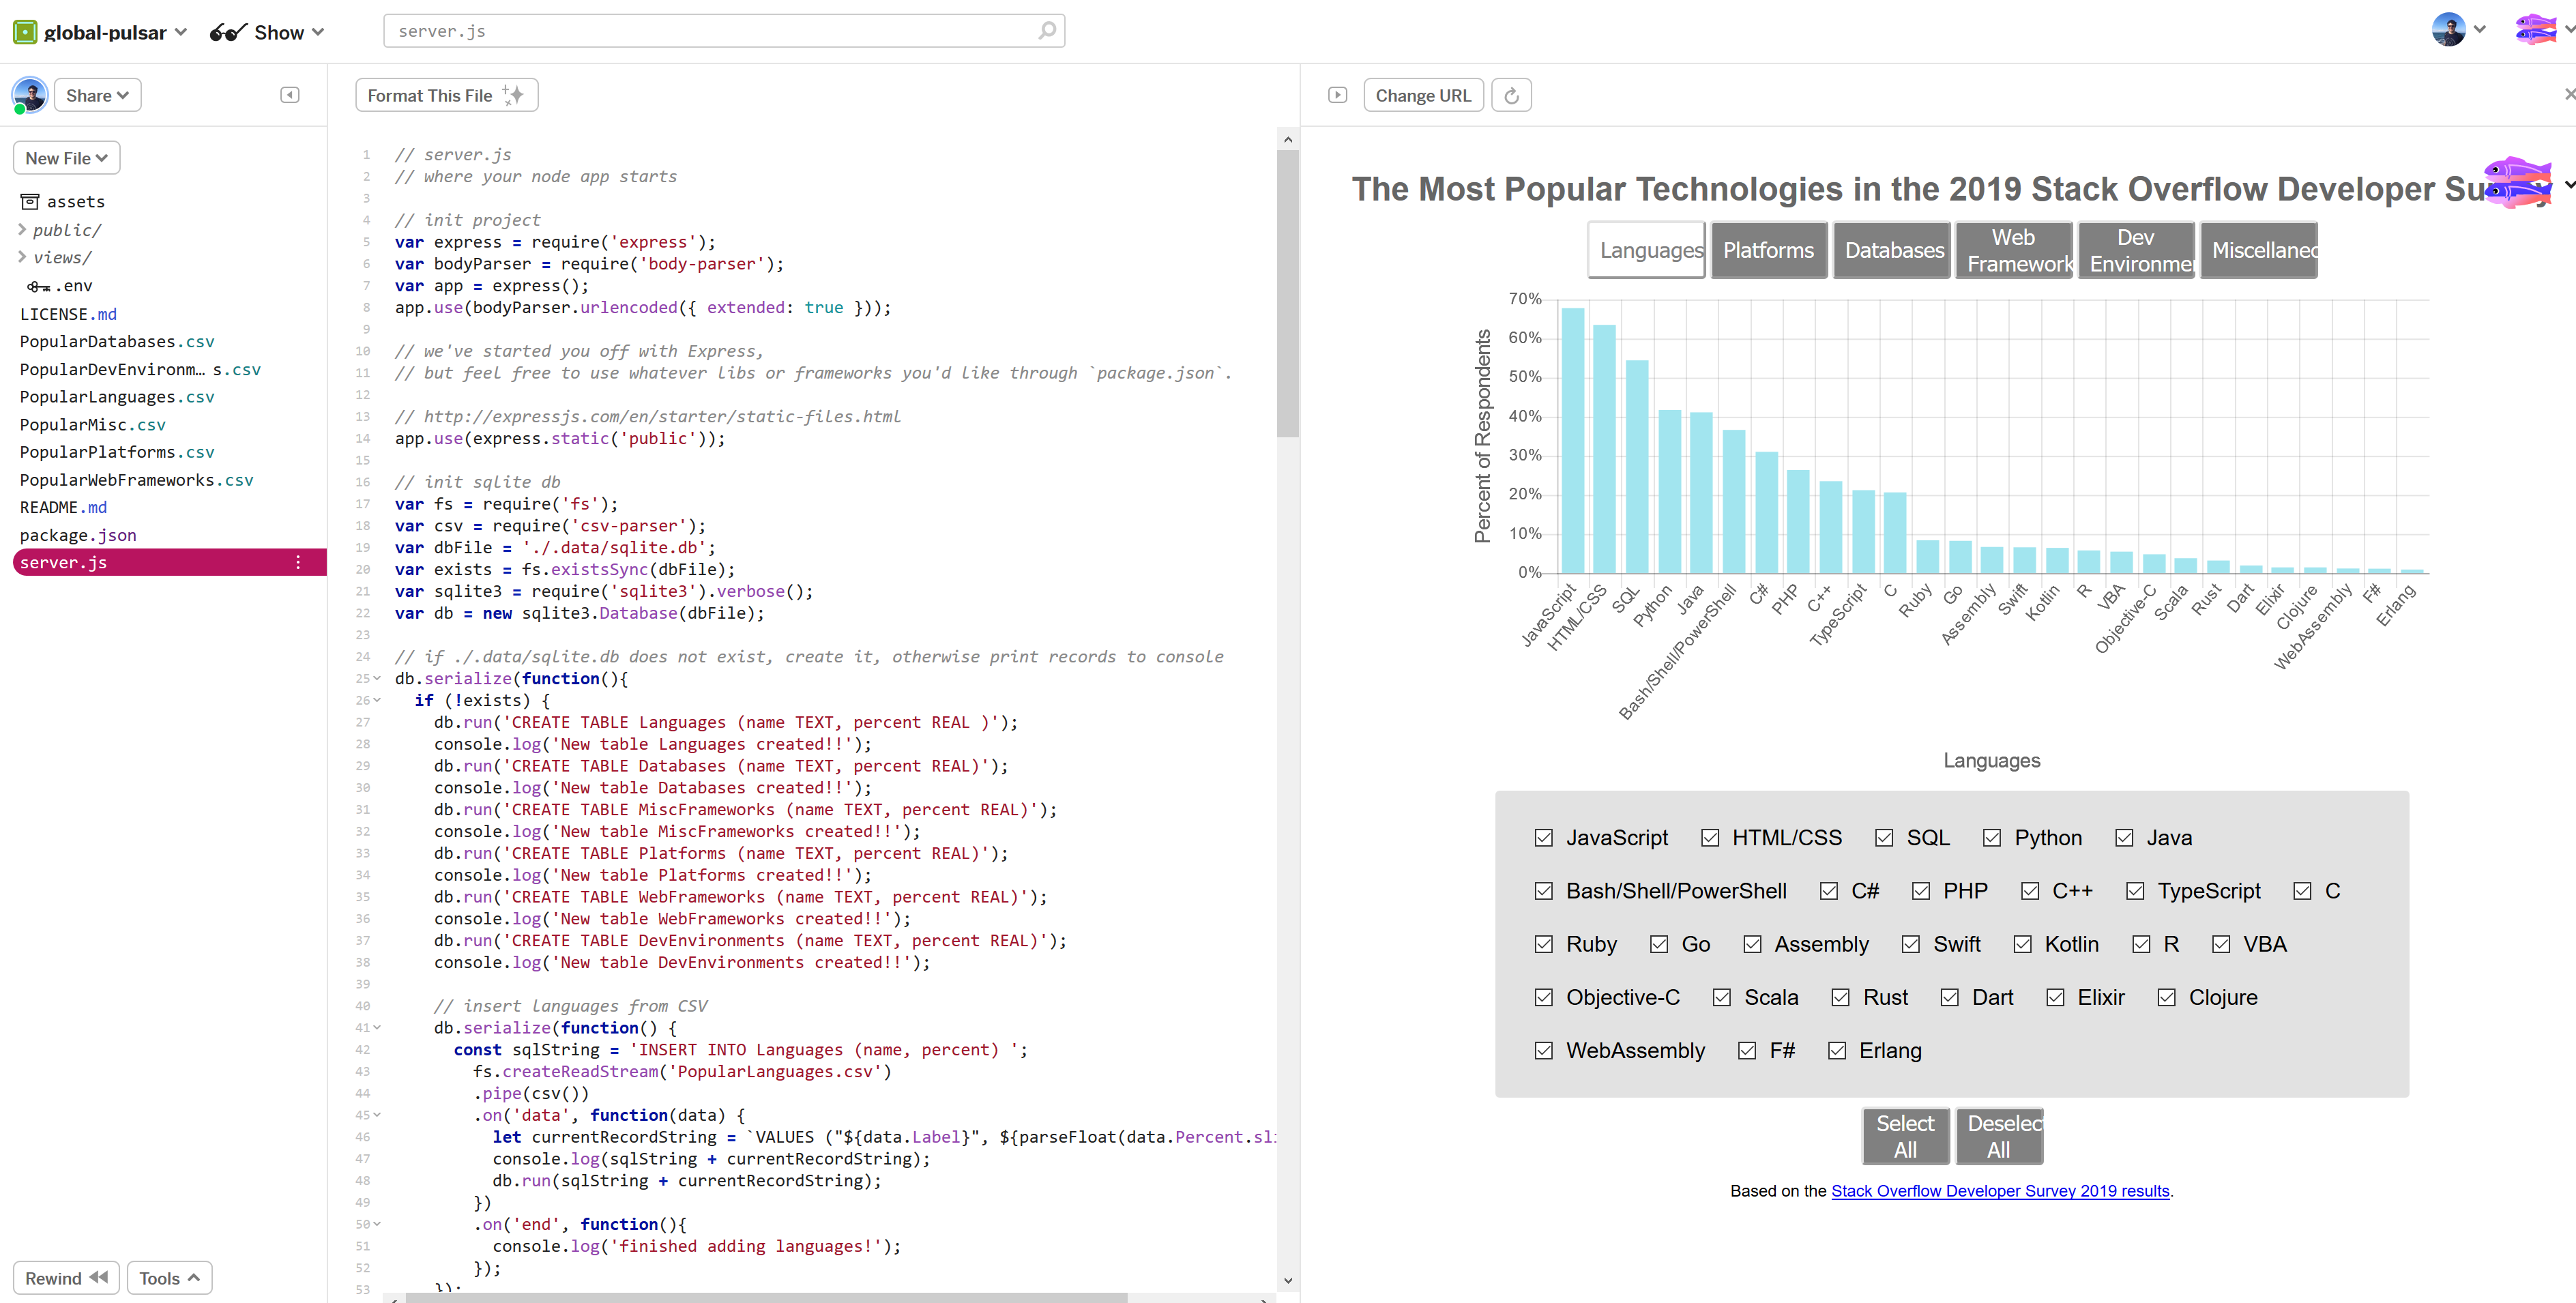 global-pulsar
Show
server.js
Share
Format This File
Change URL
New File
assets
public/
views/
.env
LICENSE.md
PopularDatabases.csv
PopularDevEnvironm… s.csv
PopularLanguages.csv
PopularMisc.csv
PopularPlatforms.csv
PopularWebFrameworks.csv
README.md
package.json
server.js
Rewind
Tools
1 // server.js
2 // where your node app starts
3
4 // init project
5 var express = require('express');
6 var bodyParser = require('body-parser');
7 var app = express();
8 app.use(bodyParser.urlencoded({ extended: true }));
9
10 // we've started you off with Express,
11 // but feel free to use whatever libs or frameworks you'd like through `package.json`.
12
13 // http://expressjs.com/en/starter/static-files.html
14 app.use(express.static('public'));
15
16 // init sqlite db
17 var fs = require('fs');
18 var csv = require('csv-parser');
19 var dbFile = './.data/sqlite.db';
20 var exists = fs.existsSync(dbFile);
21 var sqlite3 = require('sqlite3').verbose();
22 var db = new sqlite3.Database(dbFile);
23
24 // if ./.data/sqlite.db does not exist, create it, otherwise print records to console
25 db.serialize(function(){
26 if (!exists) {
27 db.run('CREATE TABLE Languages (name TEXT, percent REAL )');
28 console.log('New table Languages created!!');
29 db.run('CREATE TABLE Databases (name TEXT, percent REAL)');
30 console.log('New table Databases created!!');
31 db.run('CREATE TABLE MiscFrameworks (name TEXT, percent REAL)');
32 console.log('New table MiscFrameworks created!!');
33 db.run('CREATE TABLE Platforms (name TEXT, percent REAL)');
34 console.log('New table Platforms created!!');
35 db.run('CREATE TABLE WebFrameworks (name TEXT, percent REAL)');
36 console.log('New table WebFrameworks created!!');
37 db.run('CREATE TABLE DevEnvironments (name TEXT, percent REAL)');
38 console.log('New table DevEnvironments created!!');
39
40 // insert languages from CSV
41 db.serialize(function() {
42 const sqlString = 'INSERT INTO Languages (name, percent) ';
43 fs.createReadStream('PopularLanguages.csv')
44 .pipe(csv())
45 .on('data', function(data) {
46 let currentRecordString = `VALUES ("${data.Label}", ${parseFloat(data.Percent.sli
47 console.log(sqlString + currentRecordString);
48 db.run(sqlString + currentRecordString);
49 })
50 .on('end', function(){
51 console.log('finished adding languages!');
52 });
53 });
The Most Popular Technologies in the 2019 Stack Overflow Developer Su
Languages
Platforms
Databases
Web Framework
Dev Environme
Miscellanec
70%
60%
50%
40%
30%
20%
10%
0%
Percent of Respondents
JavaScript
HTML/CSS
SQL
Python
Java
Bash/Shell/PowerShell
C#
PHP
C++
TypeScript
C
Ruby
Go
Assembly
Swift
Kotlin
R
VBA
Objective-C
Scala
Rust
Dart
Elixir
Clojure
WebAssembly
F#
Erlang
Languages
JavaScript HTML/CSS SQL Python Java
Bash/Shell/PowerShell C# PHP C++ TypeScript C
Ruby Go Assembly Swift Kotlin R VBA
Objective-C Scala Rust Dart Elixir Clojure
WebAssembly F# Erlang
Select All
Deselec All
Based on the Stack Overflow Developer Survey 2019 results.